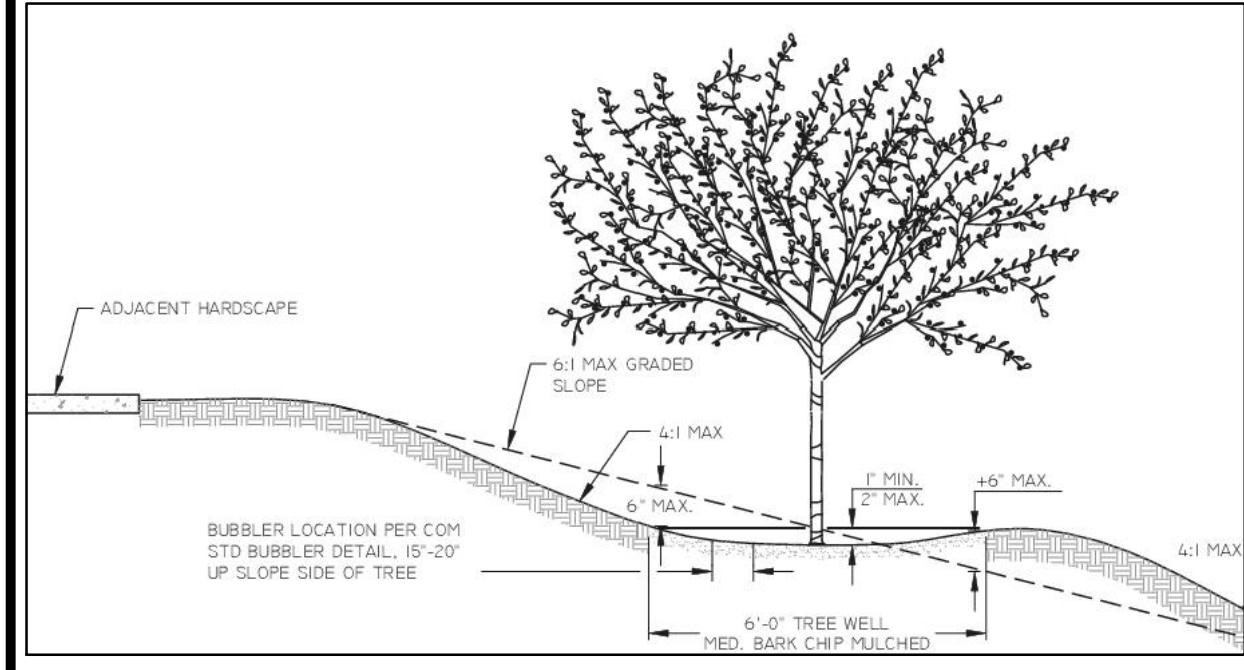 ADJACENT HARDSCAPE
6:1 MAX GRADED
SLOPE
4:1 MAX
6" MAX.
1" MIN.
2" MAX.
+6" MAX.
BUBBLER LOCATION PER COM
STD BUBBLER DETAIL, 15"-20"
UP SLOPE SIDE OF TREE
4:1 MAX
6'-0" TREE WELL
MED. BARK CHIP MULCHED